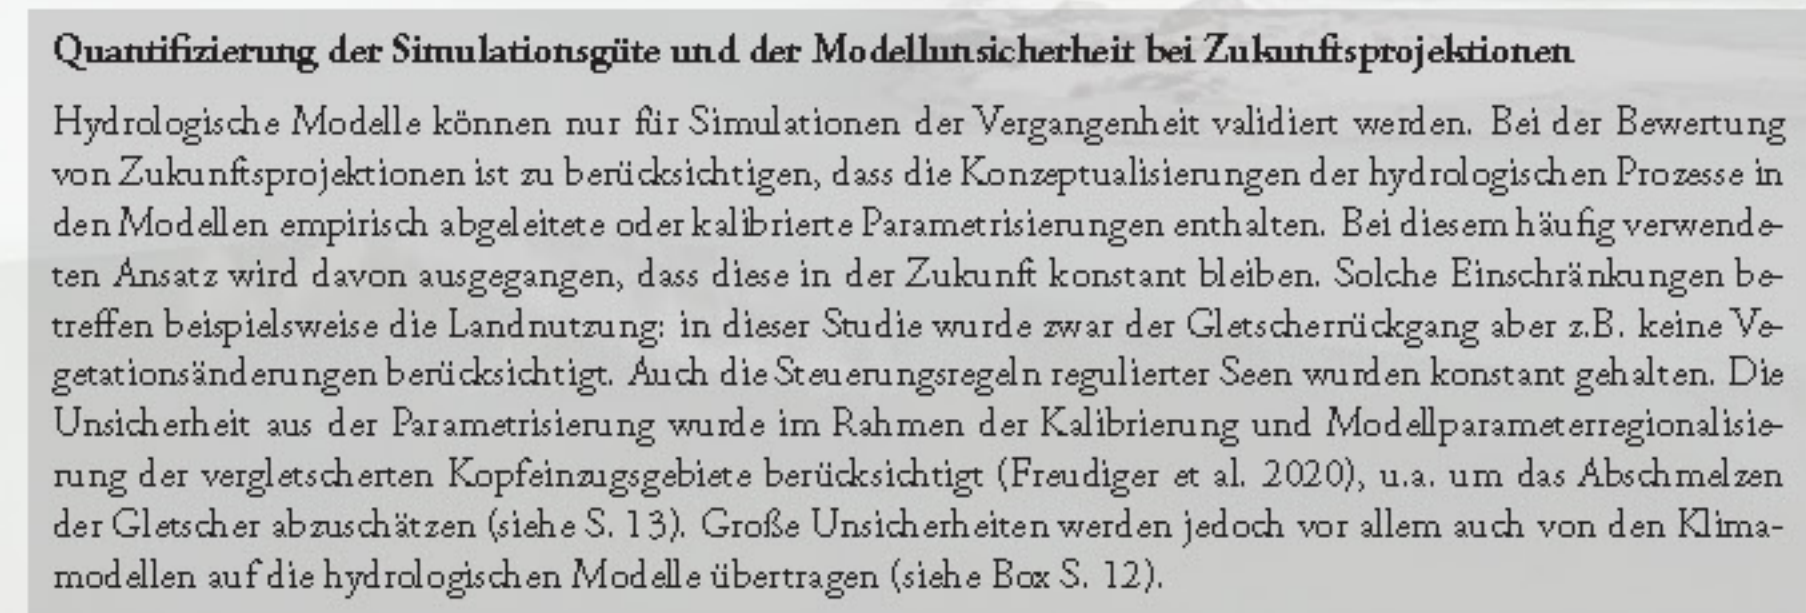 Quantifizierung der Simulationsgüte und der Modellunsicherheit bei Zukunftsprojektionen
Hydrologische Modelle können nur für Simulationen der Vergangenheit validiert werden. Bei der Bewertung
von Zukunftsprojektionen ist zu berücksichtigen, dass die Konzeptualisierungen der hydrologischen Prozesse in
den Modellen empirisch abgeleitete oder kalibrierte Parametrisierungen enthalten. Bei diesem häufig verwende-
ten Ansatz wird davon ausgegangen, dass diese in der Zukunft konstant bleiben. Solche Einschränkungen be-
treffen beispielsweise die Landnutzung: in dieser Studie wurde zwar der Gletscherrückgang aber z.B. keine Ve-
getationsänderungen berücksichtigt. Auch die Steuerungsregeln regulierter Seen wurden konstant gehalten. Die
Unsicherheit aus der Parametrisierung wurde im Rahmen der Kalibrierung und Modellparameterregionalisie-
rung der vergletscherten Kopfeinzugsgebiete berücksichtigt (Freudiger et al. 2020), u.a. um das Abschmelzen
der Gletscher abzuschätzen (siehe S. 13). Große Unsicherheiten werden jedoch vor allem auch von den Klima-
modellen auf die hydrologischen Modelle übertragen (siehe Box S. 12).